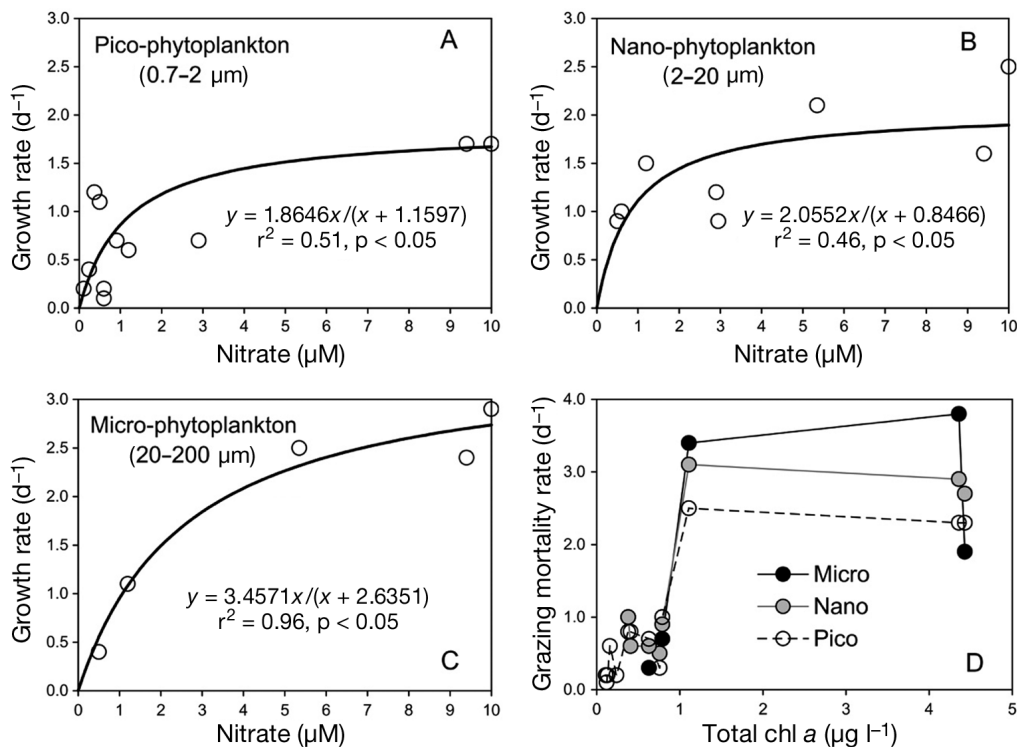 Pico-phytoplankton
(0.7–2 μm)
A
3.0
2.5
2.0
1.5
1.0
0.5
0.0
Growth rate (d⁻¹)
y = 1.8646x/(x + 1.1597)
r² = 0.51, p < 0.05
0 1 2 3 4 5 6 7 8 9 10
Nitrate (μM)
Nano-phytoplankton
(2–20 μm)
B
3.0
2.5
2.0
1.5
1.0
0.5
0.0
Growth rate (d⁻¹)
y = 2.0552x/(x + 0.8466)
r² = 0.46, p < 0.05
0 1 2 3 4 5 6 7 8 9 10
Nitrate (μM)
Micro-phytoplankton
(20–200 μm)
3.0
2.5
2.0
1.5
1.0
0.5
0.0
Growth rate (d⁻¹)
y = 3.4571x/(x + 2.6351)
r² = 0.96, p < 0.05
C
0 1 2 3 4 5 6 7 8 9 10
Nitrate (μM)
4.0
3.0
2.0
1.0
0.0
Grazing mortality rate (d⁻¹)
Micro
Nano
Pico
D
0 1 2 3 4 5
Total chl a (μg l⁻¹)